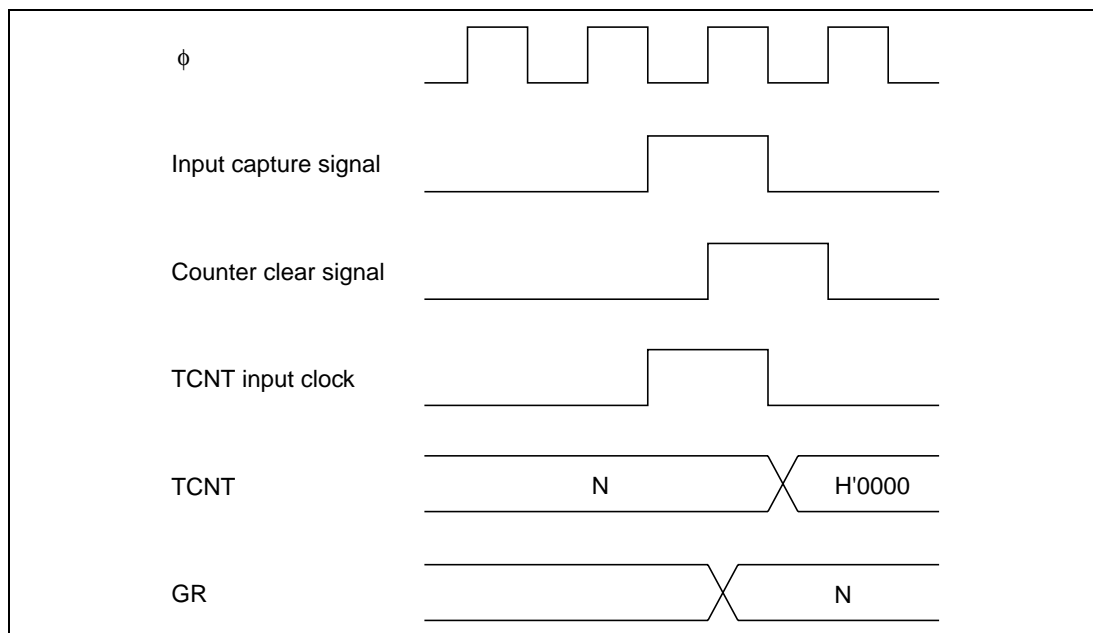 ϕ
Input capture signal
Counter clear signal
TCNT input clock
TCNT
N
H'0000
GR
N